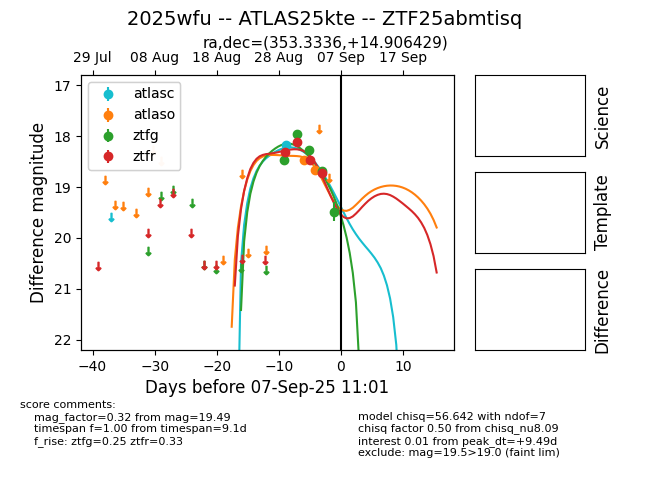 2025wfu -- ATLAS25kte -- ZTF25abmtisq
ra,dec=(353.3336,+14.906429)
29 Jul 08 Aug 18 Aug 28 Aug 07 Sep 17 Sep
17
18
19
20
21
22
Difference magnitude
atlasc
atlaso
ztfg
ztfr
−40 −30 −20 −10 0 10
Days before 07-Sep-25 11:01
Science
Template
Difference
score comments:
mag_factor=0.32 from mag=19.49
timespan f=1.00 from timespan=9.1d
f_rise: ztfg=0.25 ztfr=0.33
model chisq=56.642 with ndof=7
chisq factor 0.50 from chisq_nu8.09
interest 0.01 from peak_dt=+9.49d
exclude: mag=19.5>19.0 (faint lim)